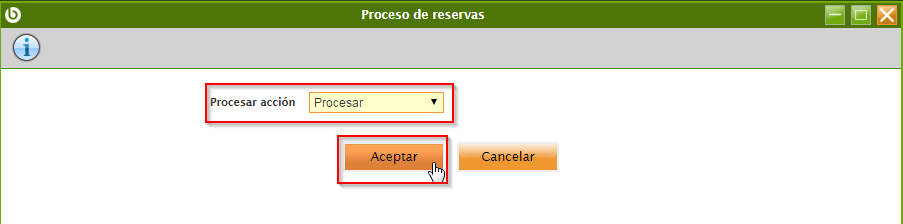 Proceso de reservas
Procesar acción
Procesar
Aceptar
Cancelar